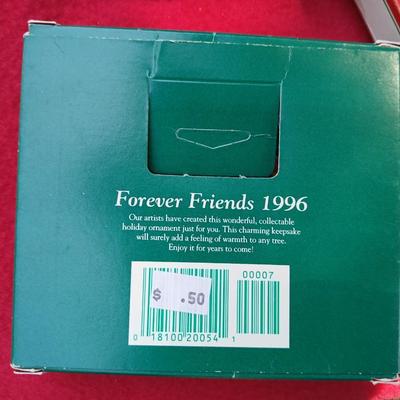 Forever Friends 1996
Our artists have created this wonderful, collectable
holiday ornament just for you. This charming keepsake
will surely add a feeling of warmth to any tree.
Enjoy it for years to come!
00007
$ .50
0 18100 20054 1